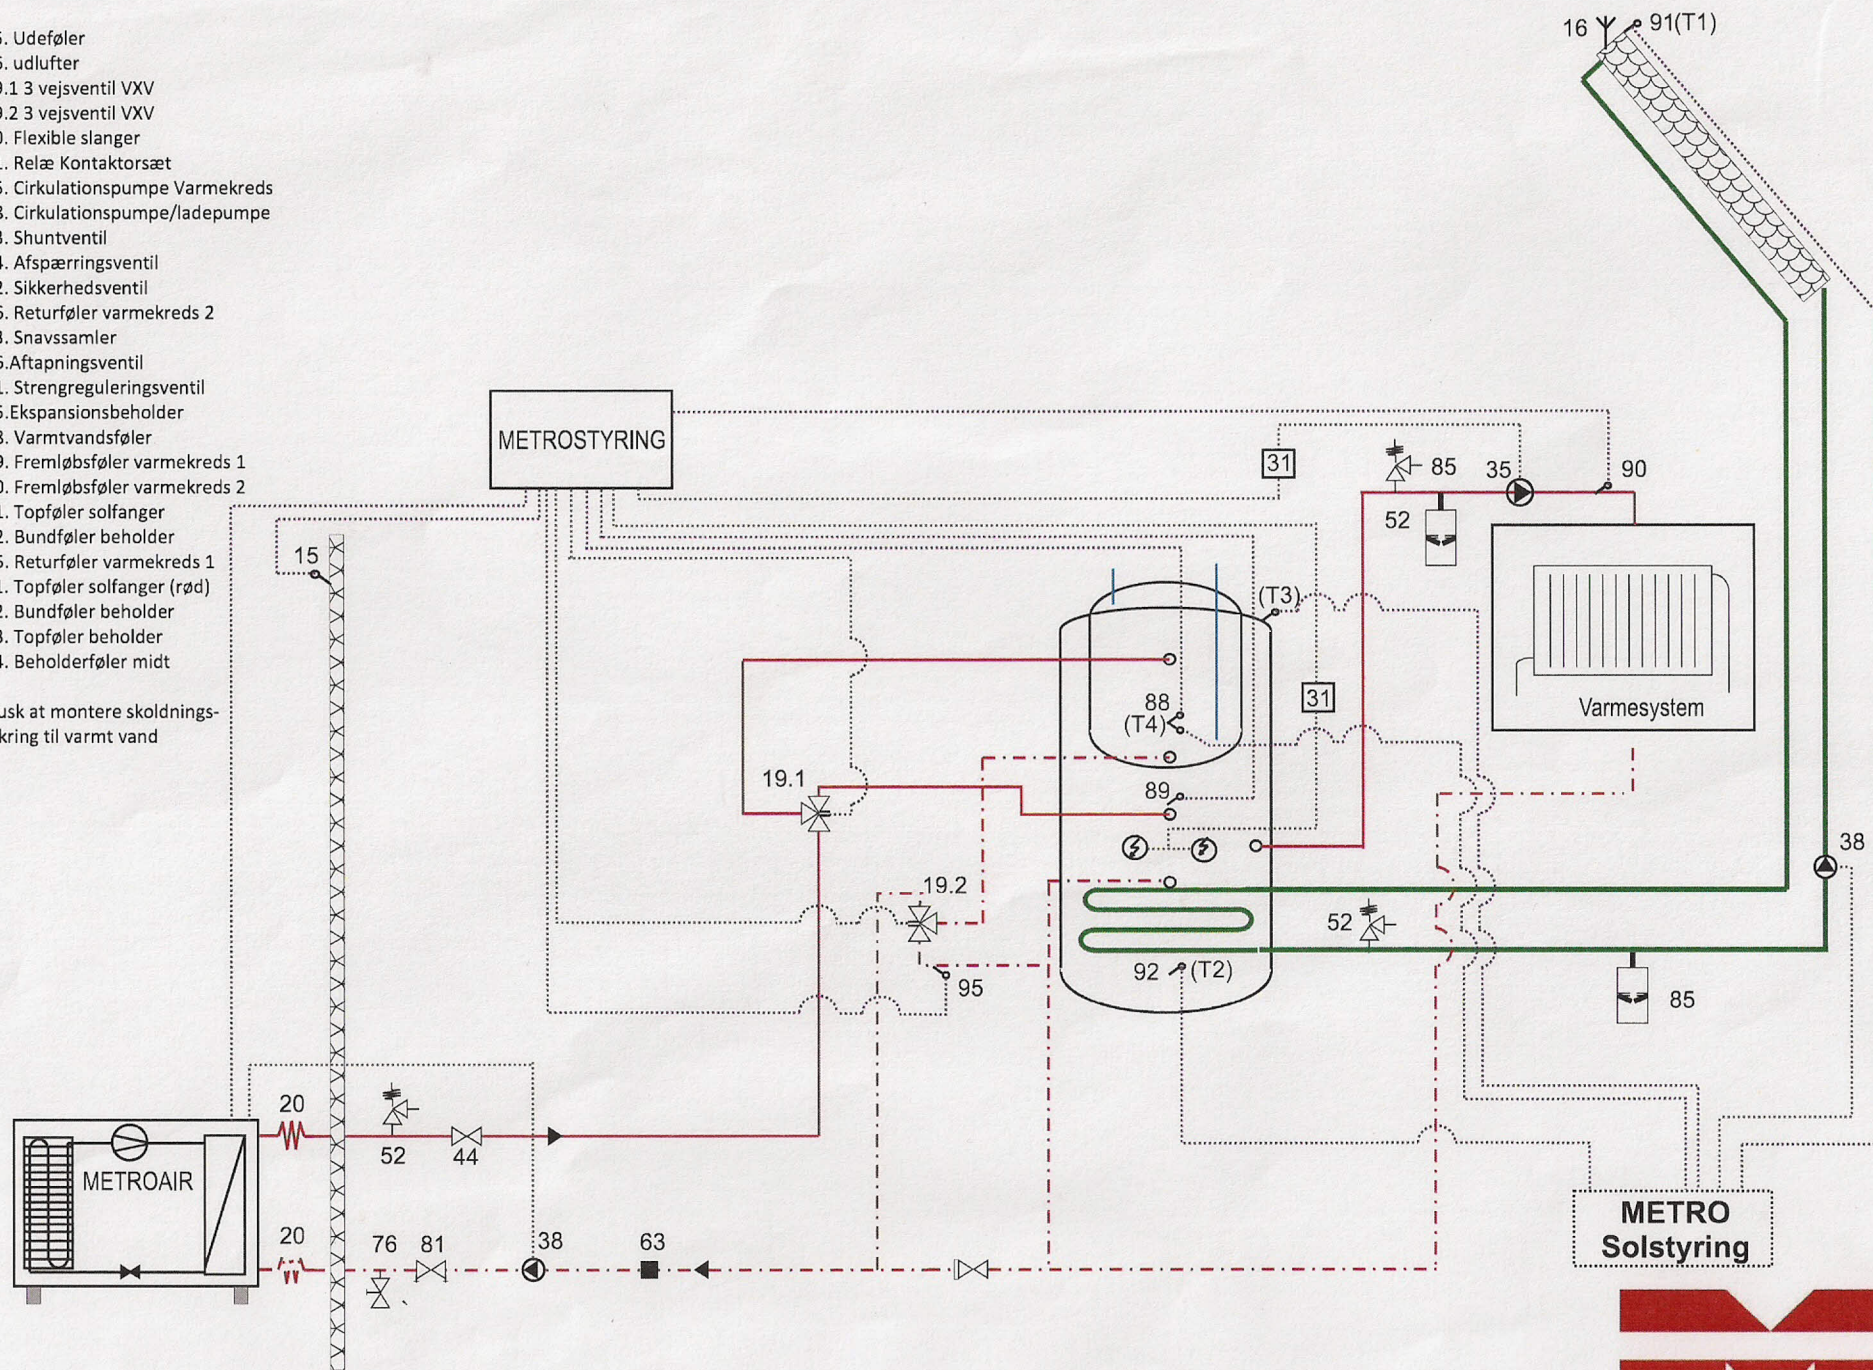 . Udeføler
. udlufter
.1 3 vejsventil VXV
.2 3 vejsventil VXV
. Flexible slanger
. Relæ Kontaktorsæt
. Cirkulationspumpe Varmekreds
. Cirkulationspumpe/ladepumpe
. Shuntventil
. Afspærringsventil
. Sikkerhedsventil
. Returføler varmekreds 2
. Snavssamler
.Aftapningsventil
. Strengreguleringsventil
.Ekspansionsbeholder
. Varmtvandsføler
. Fremløbsføler varmekreds 1
. Fremløbsføler varmekreds 2
. Topføler solfanger
. Bundføler beholder
. Returføler varmekreds 1
. Topføler solfanger (rød)
. Bundføler beholder
. Topføler beholder
. Beholderføler midt
usk at montere skoldnings-
kring til varmt vand
16
91(T1)
METROSTYRING
31
85
35
90
52
15
(T3)
88
(T4)
31
Varmesystem
19.1
89
38
19.2
52
92
(T2)
95
85
20
52
44
METROAIR
20
76
81
38
63
METRO
Solstyring